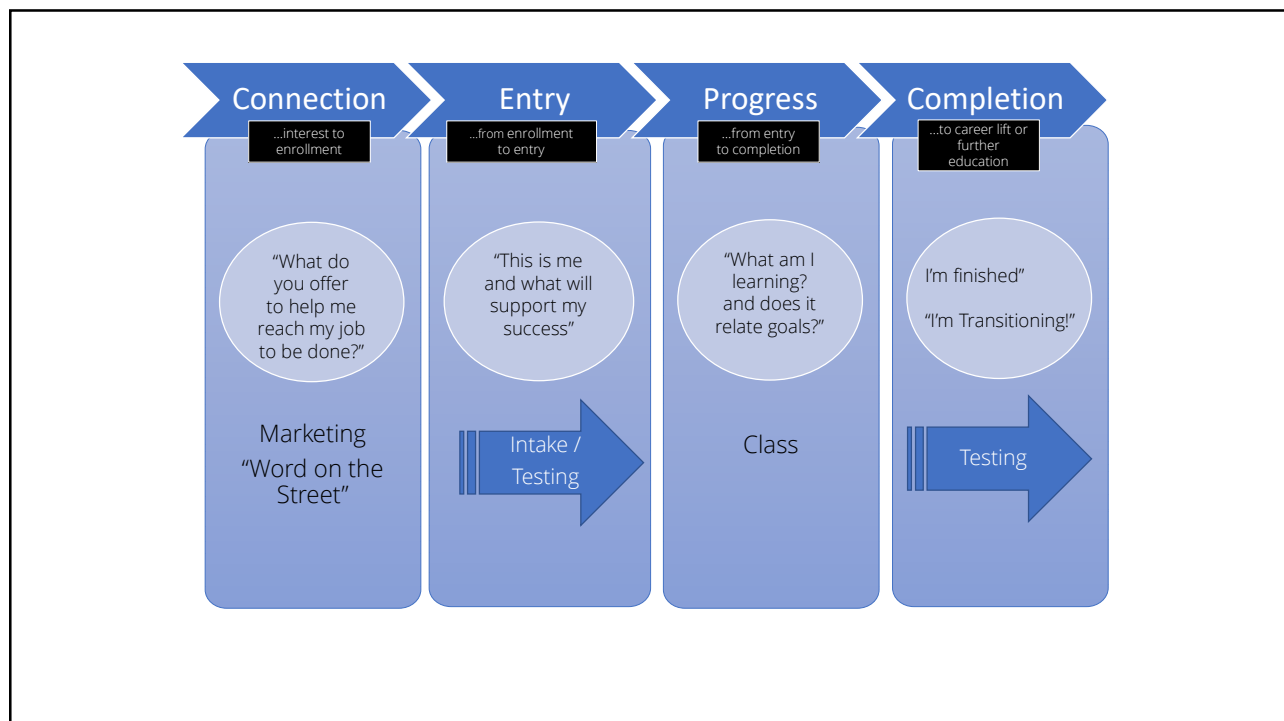 Connection
...interest to
enrollment
“What do
you offer
to help me
reach my job
to be done?”
Marketing
“Word on the
Street”
Entry
...from enrollment
to entry
“This is me
and what will
support my
success”
Intake /
Testing
Progress
...from entry
to completion
“What am I
learning?
and does it
relate goals?”
Class
Completion
...to career lift or
further
education
I’m finished”
“I’m Transitioning!”
Testing